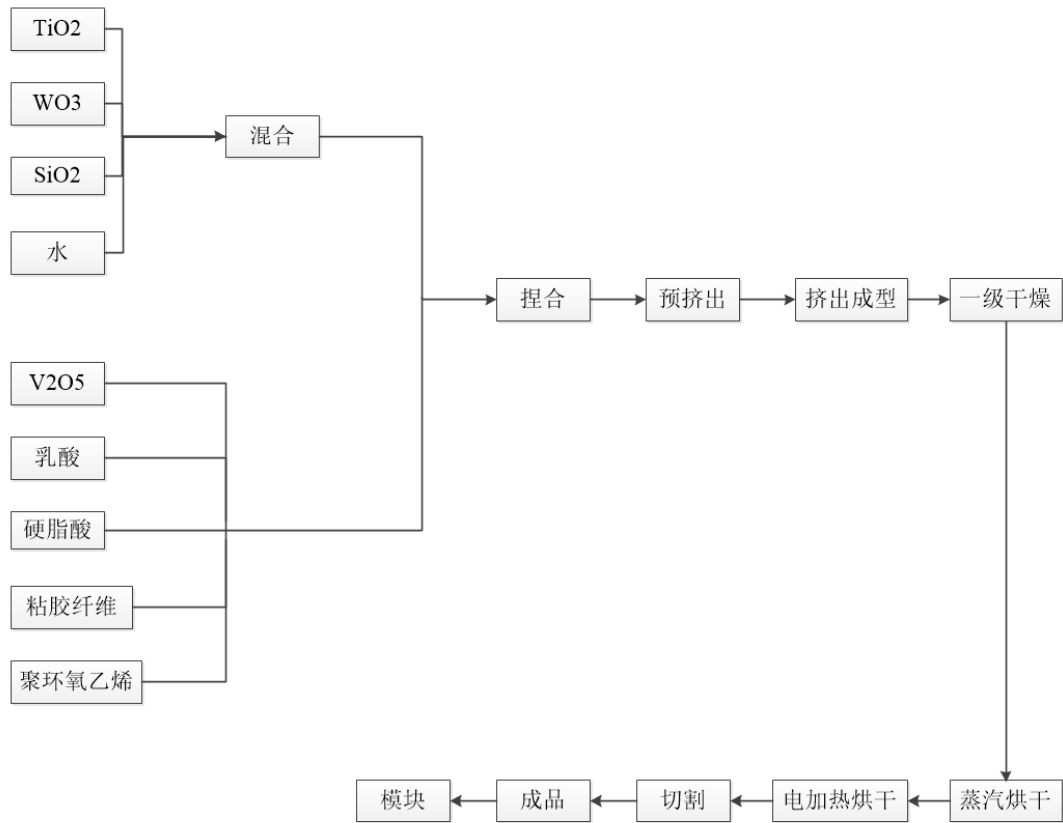 TiO2
WO3
SiO2
水
混合
V2O5
乳酸
硬脂酸
粘胶纤维
聚环氧乙烯
捏合
预挤出
挤出成型
一级干燥
蒸汽烘干
电加热烘干
切割
成品
模块